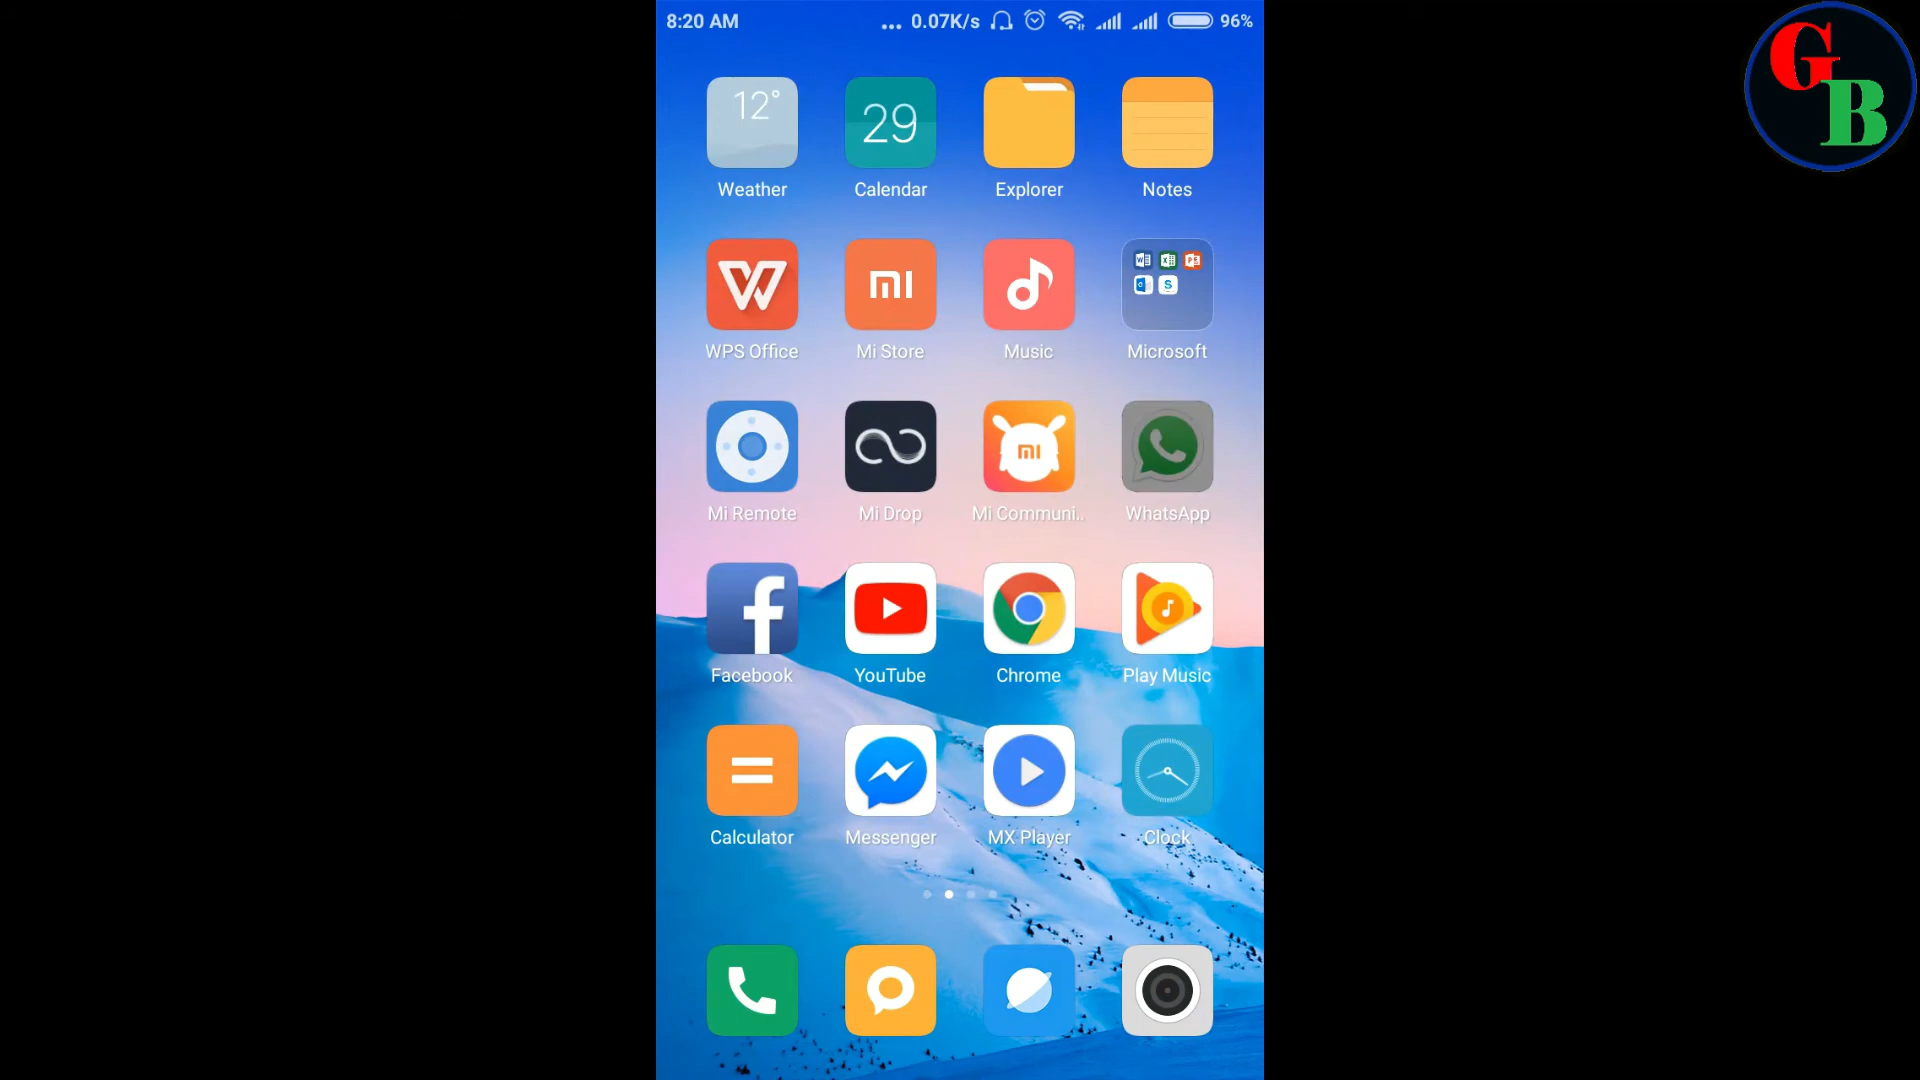 8:20 AM ... 0.07K/s 96%
G
B
12°
29
Weather Calendar Explorer Notes
WPS Office Mi Store Music Microsoft
Mi Remote Mi Drop Mi Communi.. WhatsApp
Facebook YouTube Chrome Play Music
Calculator Messenger MX Player Clock